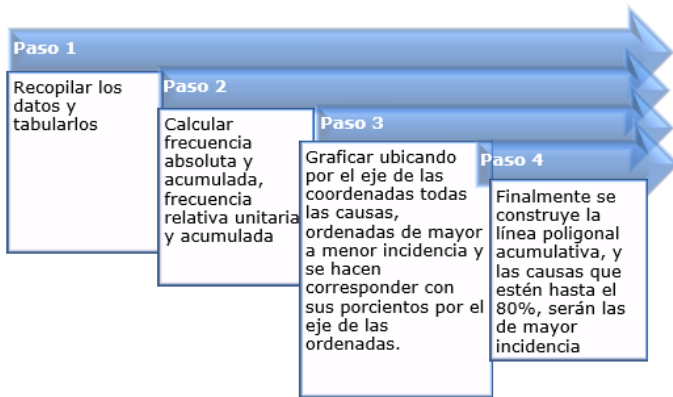 Paso 1
Recopilar los
datos y
tabularlos
Paso 2
Calcular
frecuencia
absoluta y
acumulada,
frecuencia
relativa unitaria
y acumulada
Paso 3
Graficar ubicando
por el eje de las
coordenadas todas
las causas,
ordenadas de mayor
a menor incidencia y
se hacen
corresponder con
sus porcientos por el
eje de las
ordenadas.
Paso 4
Finalmente se
construye la
línea poligonal
acumulativa, y
las causas que
estén hasta el
80%, serán las
de mayor
incidencia